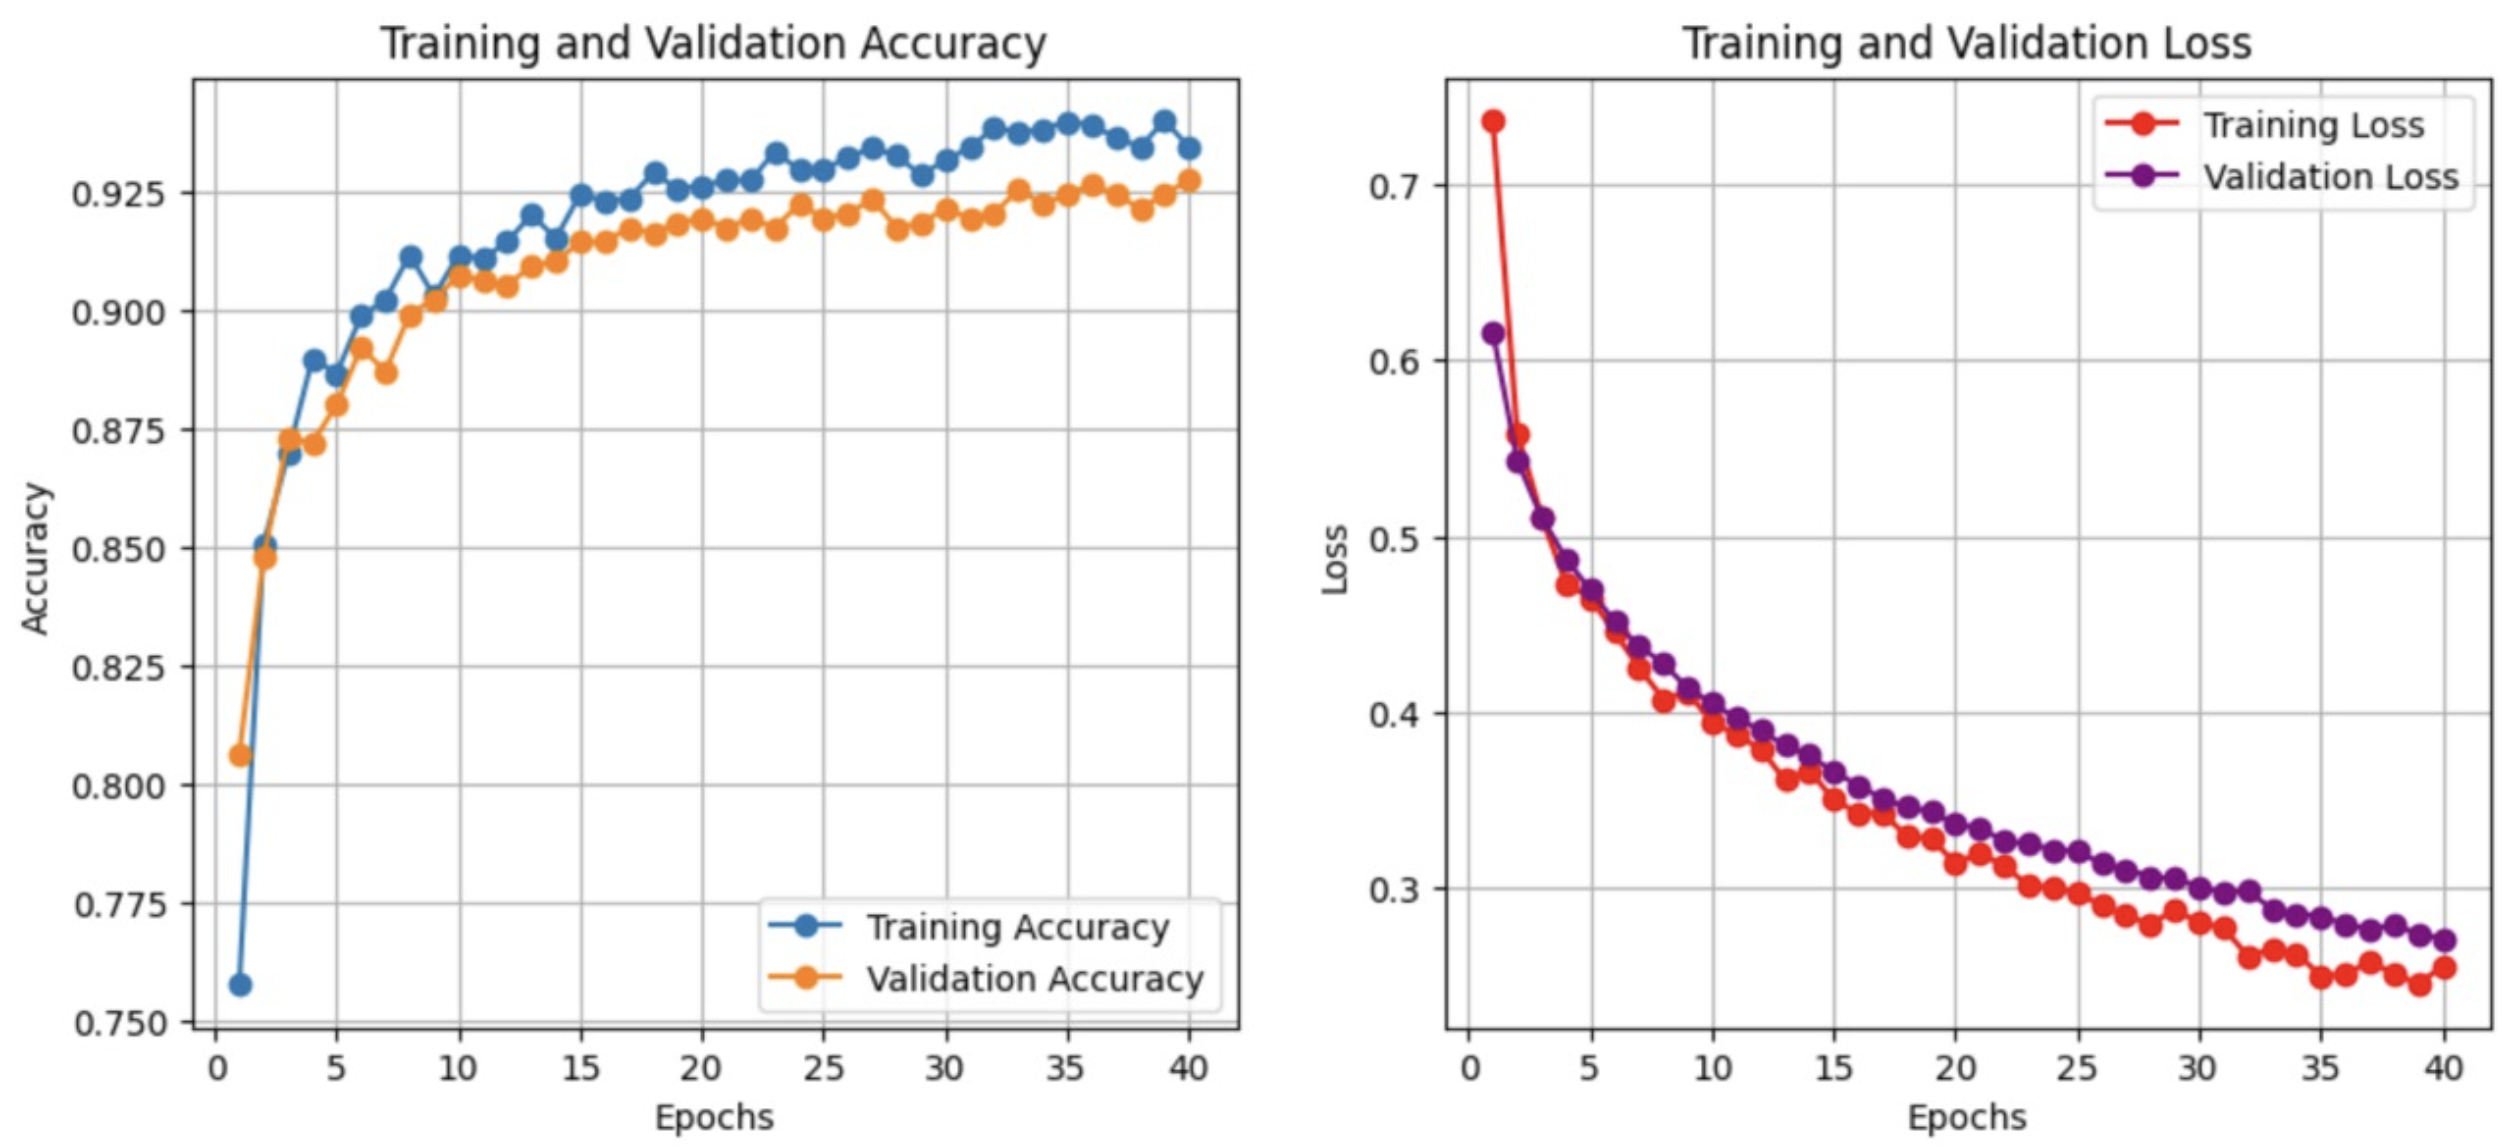 Training and Validation Accuracy
0.925
0.900
0.875
0.850
0.825
0.800
0.775
0.750
Accuracy
Training Accuracy
Validation Accuracy
0 5 10 15 20 25 30 35 40
Epochs
Training and Validation Loss
Training Loss
Validation Loss
0.7
0.6
0.5
0.4
0.3
Loss
0 5 10 15 20 25 30 35 40
Epochs